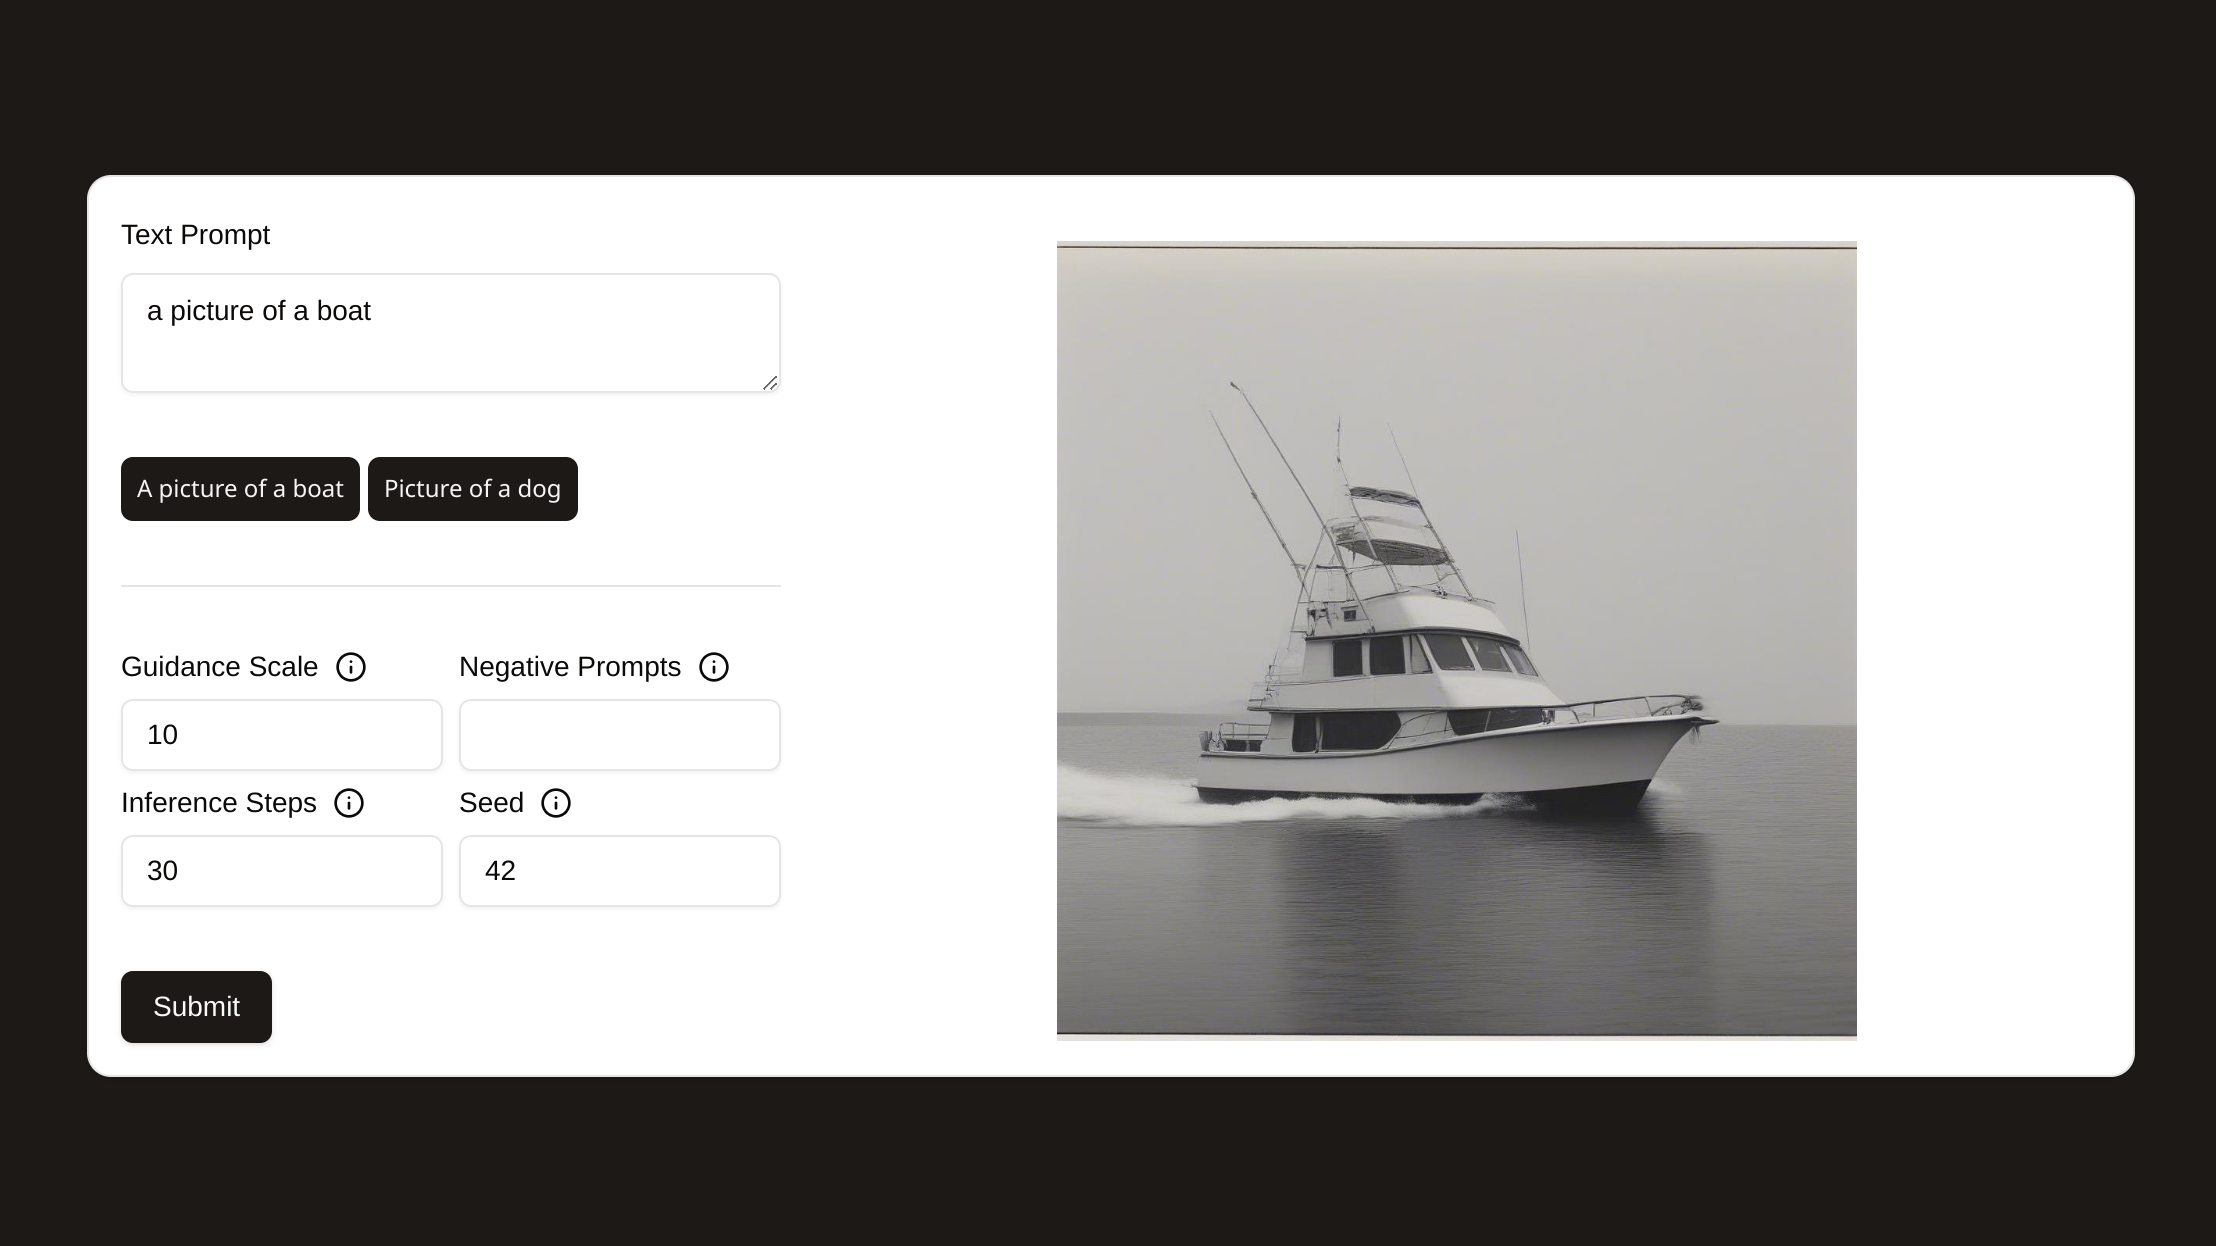 Text Prompt
a picture of a boat
A picture of a boat Picture of a dog
Guidance Scale Negative Prompts
10
Inference Steps Seed
30 42
Submit